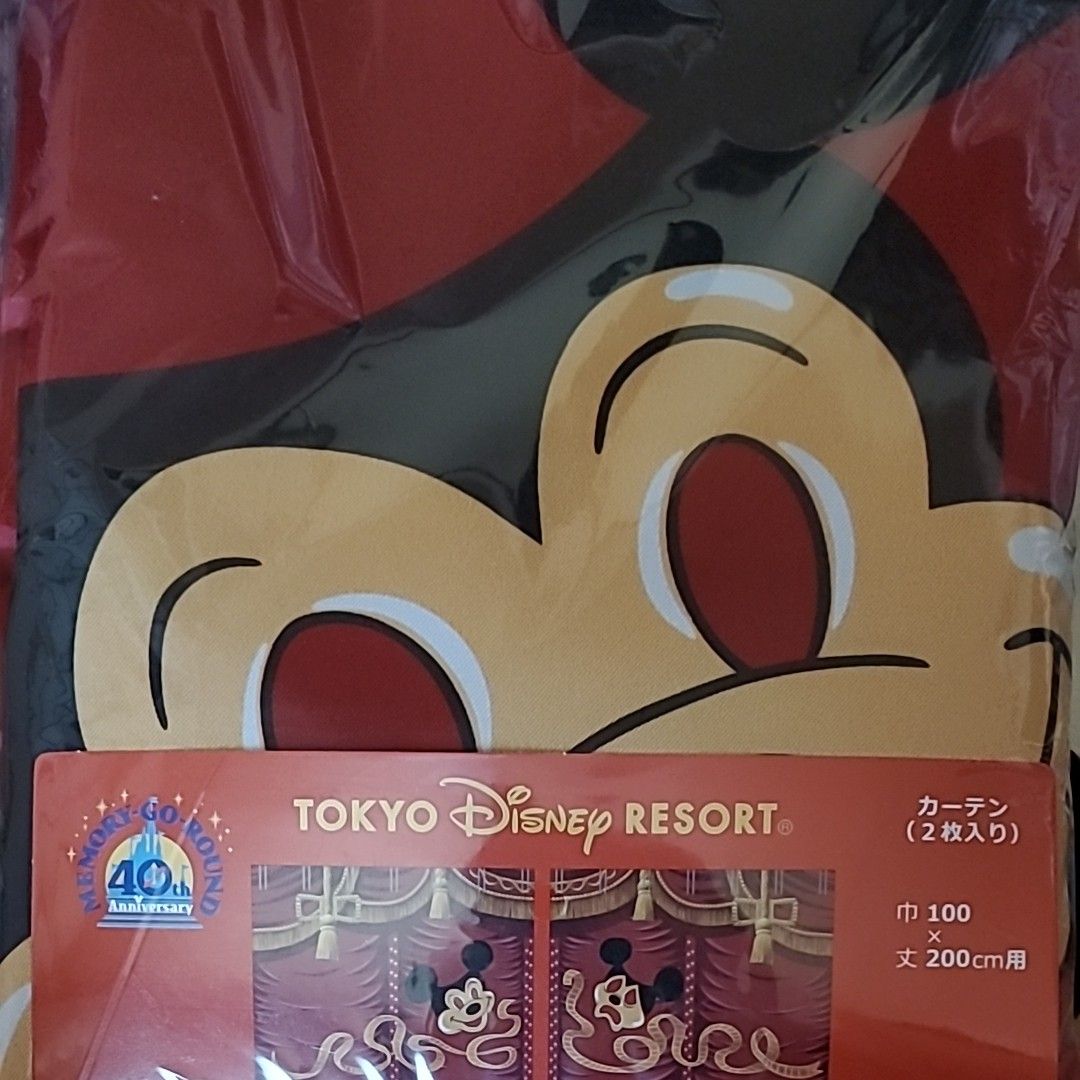 TOKYO Disney RESORT®
カーテン
(2枚入り)
MEMORY-GO-ROUND
40th
Anniversary
巾 100
×
丈 200cm用